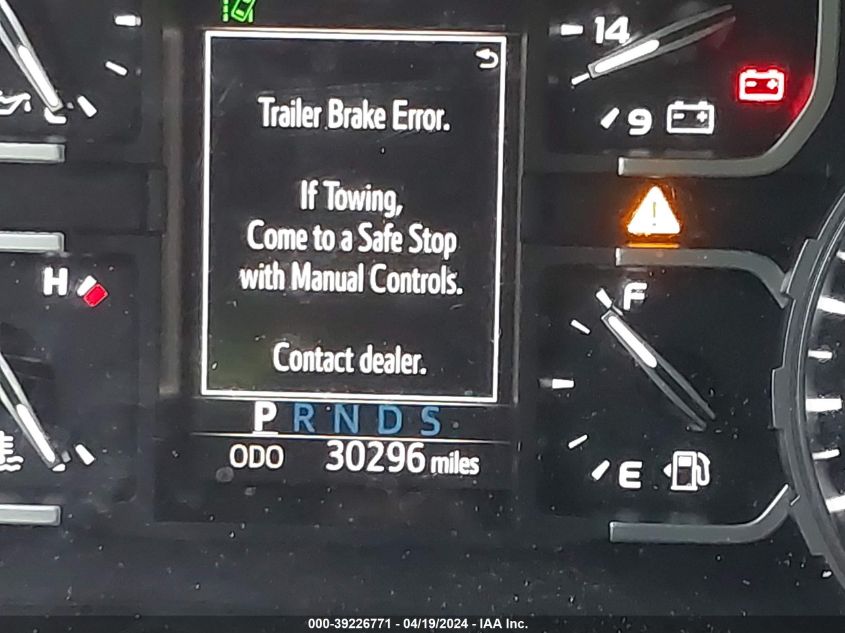 14
9
Trailer Brake Error.
If Towing,
Come to a Safe Stop
with Manual Controls.
Contact dealer.
P R N D S
ODO 30296 miles
H
F
E
000-39226771 - 04/19/2024 - IAA Inc.